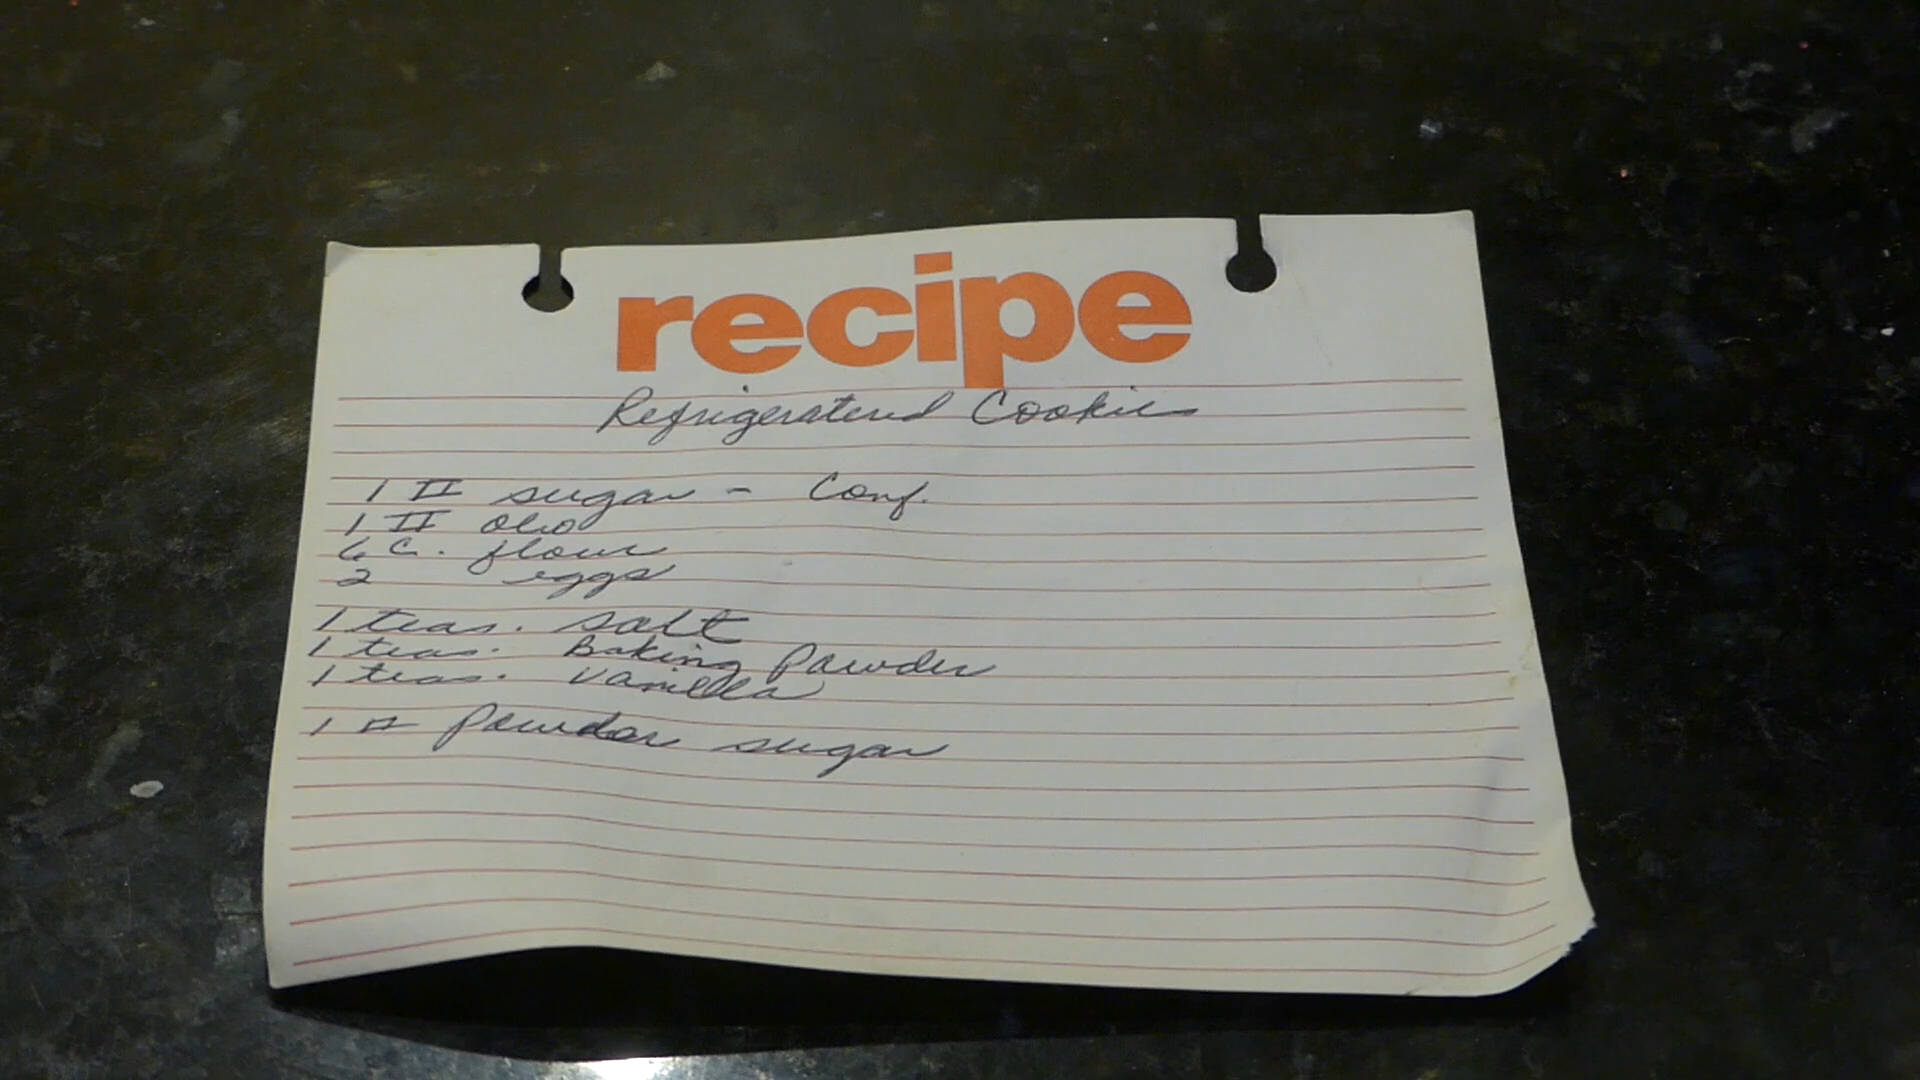 recipe
Refrigeratered Cookies
1 # sugar - Conf.
1 # oleo
6 C. flour
2 eggs
1 teas. salt
1 teas. Baking Powder
1 teas. Vanilla
1 # Powder sugar